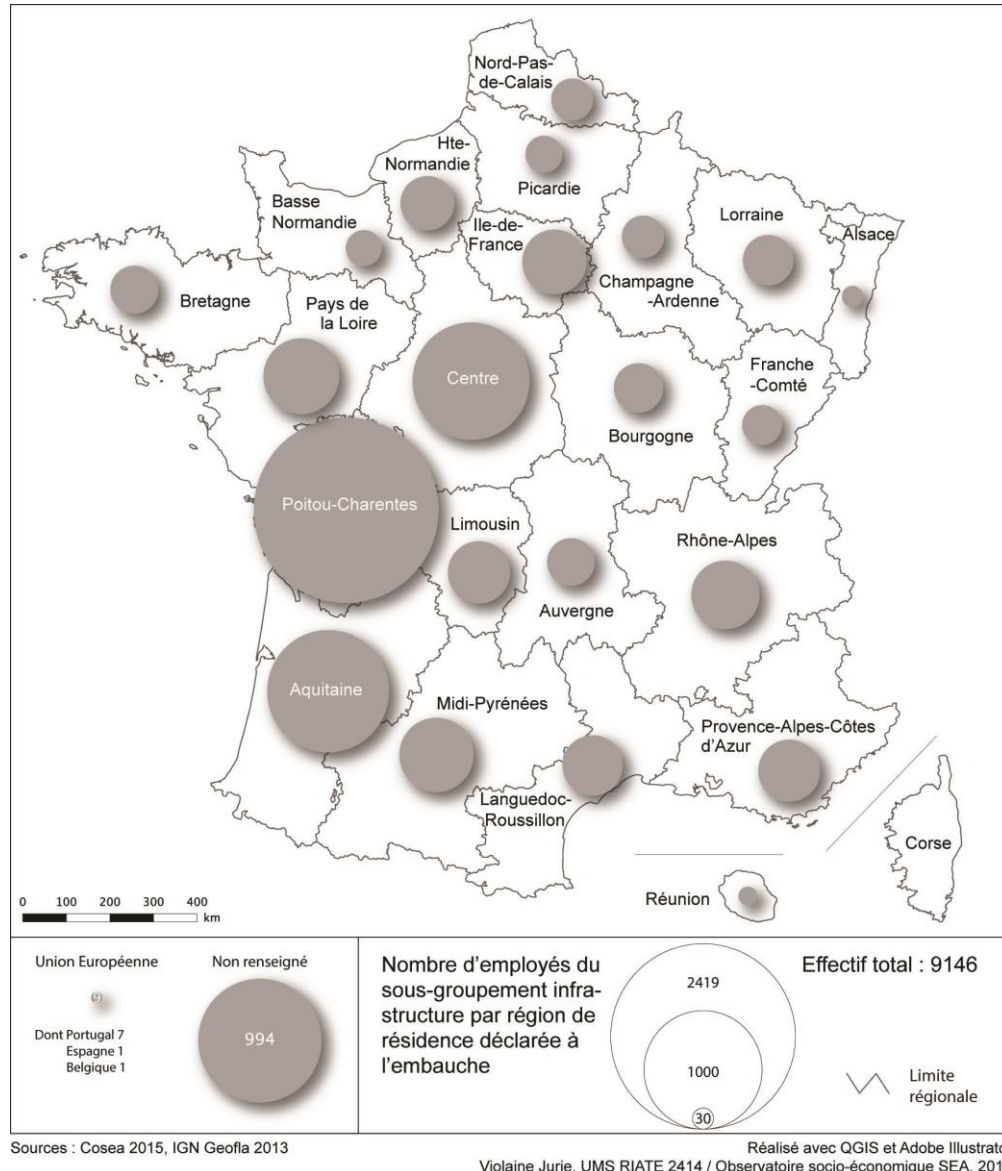 Nord-Pas-
de-Calais
Hte-
Normandie
Picardie
Basse
Normandie
Ile-de-
France
Lorraine
Alsace
Champagne
-Ardenne
Bretagne
Pays de
la Loire
Centre
Franche
-Comté
Bourgogne
Poitou-Charentes
Limousin
Rhône-Alpes
Auvergne
Aquitaine
Midi-Pyrénées
Provence-Alpes-Côtes
d’Azur
Languedoc-
Roussillon
Corse
Réunion
0 100 200 300 400
km
Union Européenne
9
Dont Portugal 7
Espagne 1
Belgique 1
Non renseigné
994
Nombre d’employés du
sous-groupement infra-
structure par région de
résidence déclarée à
l’embauche
2419
1000
30
Effectif total : 9146
Limite
régionale
Sources : Cosea 2015, IGN Geofla 2013
Réalisé avec QGIS et Adobe Illustrato
Violaine Jurie, UMS RIATE 2414 / Observatoire socio-économique SEA, 201